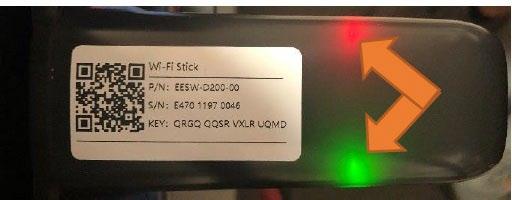 Wi-Fi Stick
P/N: EESW-D200-00
S/N: E470 1197 0046
KEY: QRGQ QQSR VXLR UQMD